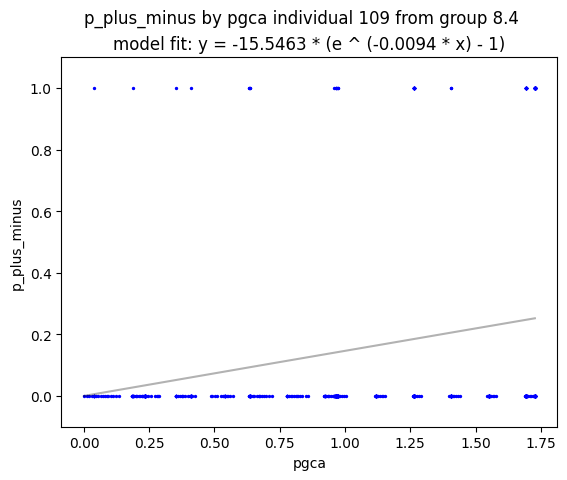 p_plus_minus by pgca individual 109 from group 8.4
model fit: y = -15.5463 * (e ^ (-0.0094 * x) - 1)
1.0
0.8
0.6
0.4
0.2
0.0
p_plus_minus
0.00 0.25 0.50 0.75 1.00 1.25 1.50 1.75
pgca